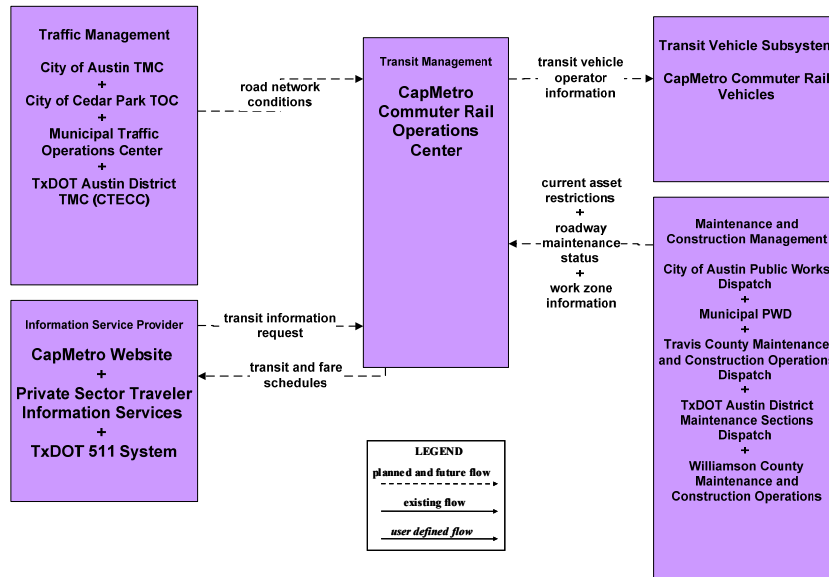 Traffic Management
City of Austin TMC
+
City of Cedar Park TOC
+
Municipal Traffic
Operations Center
+
TxDOT Austin District
TMC (CTECC)
road network
conditions
Transit Management
CapMetro
Commuter Rail
Operations
Center
transit vehicle
operator
information
Transit Vehicle Subsystem
CapMetro Commuter Rail
Vehicles
current asset
restrictions
+
roadway
maintenance
status
+
work zone
information
Maintenance and
Construction Management
City of Austin Public Works
Dispatch
+
Municipal PWD
+
Travis County Maintenance
and Construction Operations
Dispatch
+
TxDOT Austin District
Maintenance Sections
Dispatch
+
Williamson County
Maintenance and
Construction Operations
Information Service Provider
CapMetro Website
+
Private Sector Traveler
Information Services
+
TxDOT 511 System
transit information
request
transit and fare
schedules
LEGEND
planned and future flow
existing flow
user defined flow